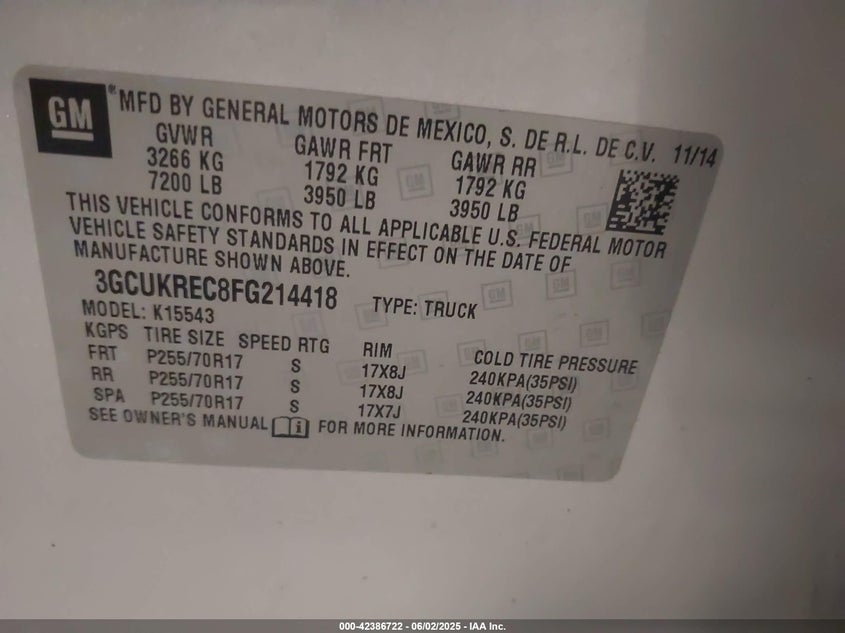 GM
® MFD BY GENERAL MOTORS DE MEXICO, S. DE R.L. DE C.V. 11/14
GVWR GAWR FRT GAWR RR
3266 KG 1792 KG 1792 KG
7200 LB 3950 LB 3950 LB
THIS VEHICLE CONFORMS TO ALL APPLICABLE U.S. FEDERAL MOTOR
VEHICLE SAFETY STANDARDS IN EFFECT ON THE DATE OF
MANUFACTURE SHOWN ABOVE.
3GCUKREC8FG214418 TYPE: TRUCK
MODEL: K15543
KGPS TIRE SIZE SPEED RTG RIM COLD TIRE PRESSURE
FRT P255/70R17 S 17X8J 240KPA(35PSI)
RR P255/70R17 S 17X8J 240KPA(35PSI)
SPA P255/70R17 S 17X7J 240KPA(35PSI)
SEE OWNER'S MANUAL i FOR MORE INFORMATION.
000-42386722 - 06/02/2025 - IAA Inc.